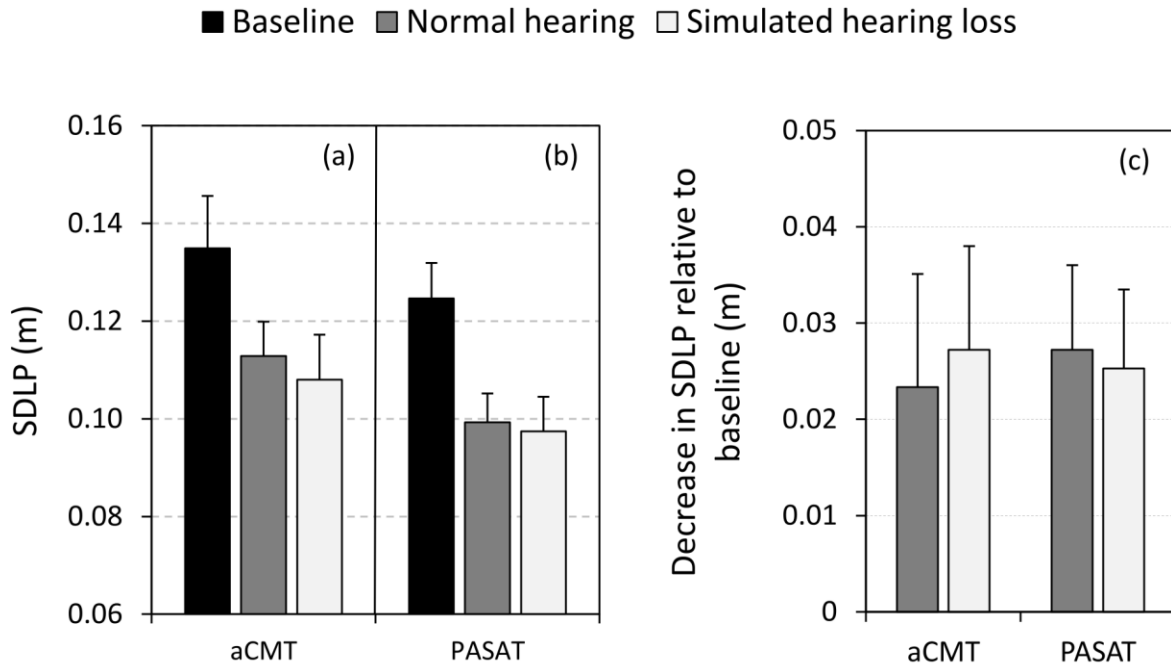 Baseline Normal hearing Simulated hearing loss
(a) (b)
SDLP (m)
0.16
0.14
0.12
0.10
0.08
0.06
aCMT PASAT
(c)
Decrease in SDLP relative to
baseline (m)
0.05
0.04
0.03
0.02
0.01
0
aCMT PASAT